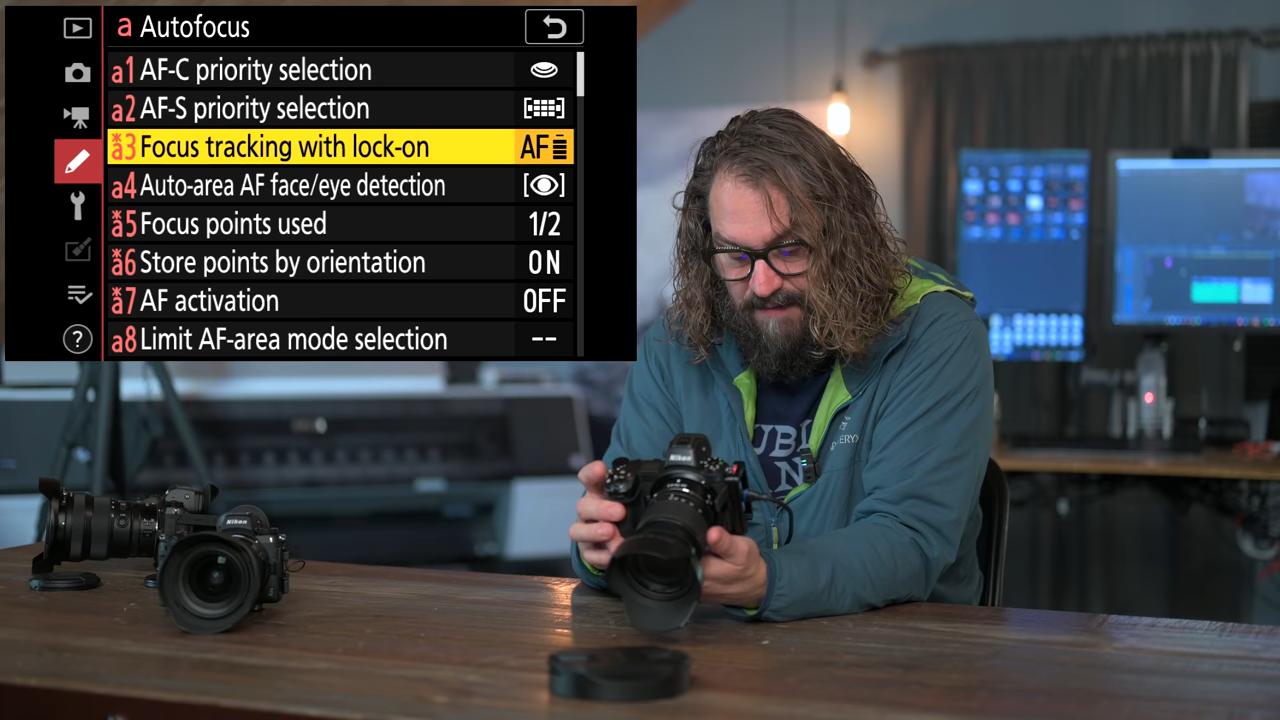 a Autofocus
a1 AF-C priority selection
a2 AF-S priority selection
*a3 Focus tracking with lock-on AF
a4 Auto-area AF face/eye detection
*a5 Focus points used 1/2
*a6 Store points by orientation ON
*a7 AF activation OFF
a8 Limit AF-area mode selection --
?
Nikon
Nikon